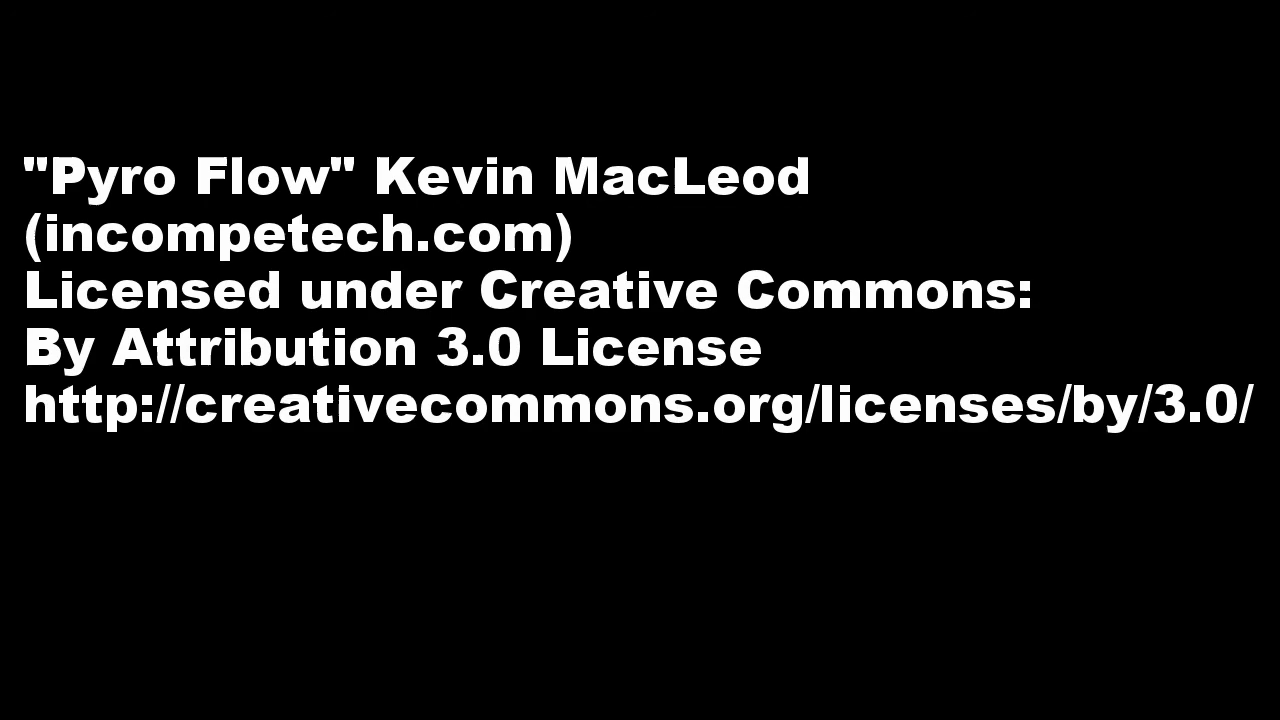 "Pyro Flow" Kevin MacLeod
(incompetech.com)
Licensed under Creative Commons:
By Attribution 3.0 License
http://creativecommons.org/licenses/by/3.0/